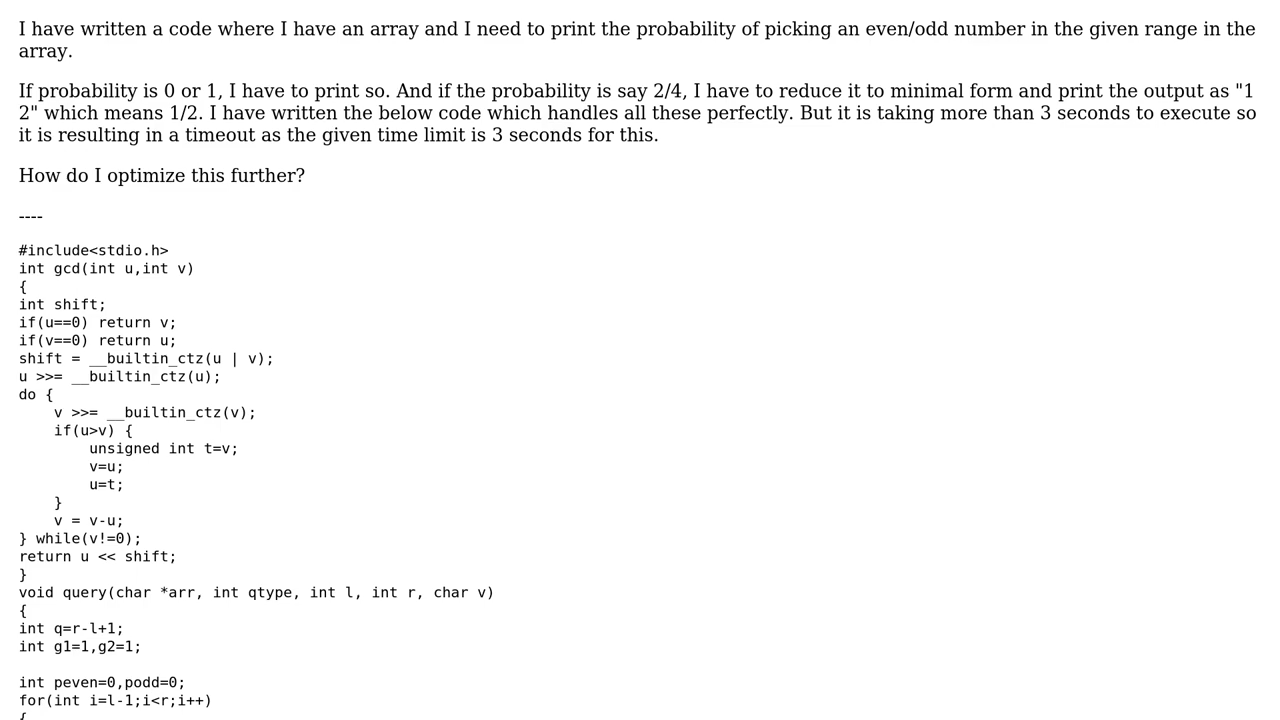 I have written a code where I have an array and I need to print the probability of picking an even/odd number in the given range in the
array.
If probability is 0 or 1, I have to print so. And if the probability is say 2/4, I have to reduce it to minimal form and print the output as "1
2" which means 1/2. I have written the below code which handles all these perfectly. But it is taking more than 3 seconds to execute so
it is resulting in a timeout as the given time limit is 3 seconds for this.
How do I optimize this further?
----
#include<stdio.h>
int gcd(int u,int v)
{
int shift;
if(u==0) return v;
if(v==0) return u;
shift = __builtin_ctz(u | v);
u >>= __builtin_ctz(u);
do {
    v >>= __builtin_ctz(v);
    if(u>v) {
        unsigned int t=v;
        v=u;
        u=t;
    }
    v = v-u;
} while(v!=0);
return u << shift;
}
void query(char *arr, int qtype, int l, int r, char v)
{
int q=r-l+1;
int g1=1,g2=1;
int peven=0,podd=0;
for(int i=l-1;i<r;i++)
{